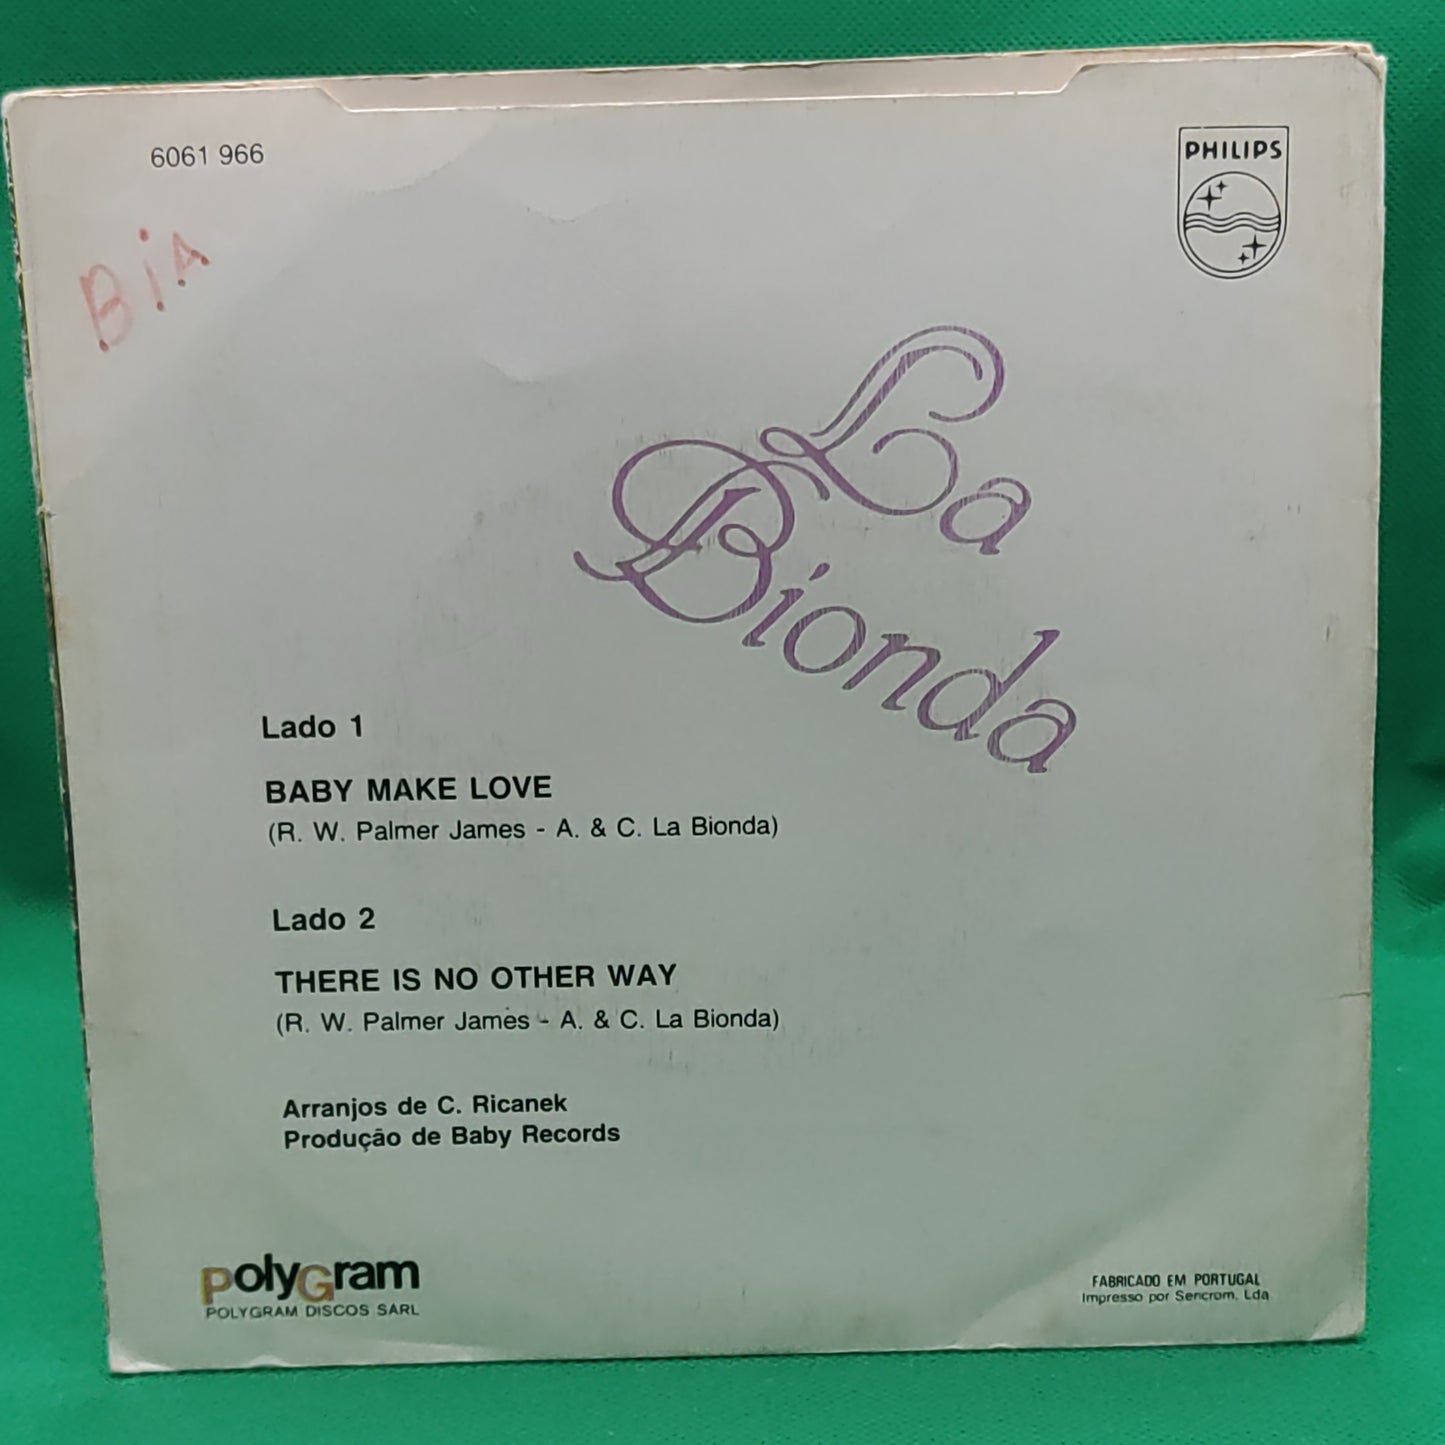 6061 966
PHILIPS
BiA
La
Bionda
Lado 1
BABY MAKE LOVE
(R. W. Palmer James - A. & C. La Bionda)
Lado 2
THERE IS NO OTHER WAY
(R. W. Palmer James - A. & C. La Bionda)
Arranjos de C. Ricanek
Produção de Baby Records
polyGram
POLYGRAM DISCOS SARL
FABRICADO EM PORTUGAL
Impresso por Sencrom, Lda